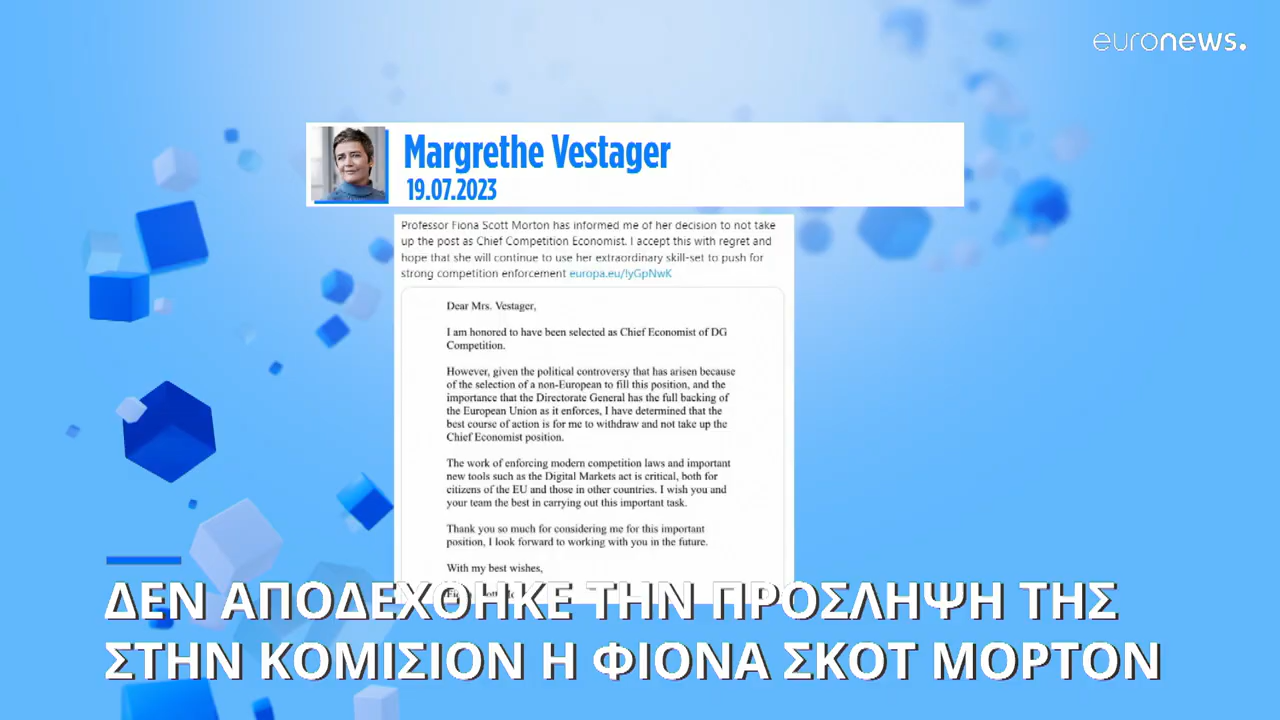 euronews.
Margrethe Vestager
19.07.2023
Professor Fiona Scott Morton has informed me of her decision to not take
up the post as Chief Competition Economist. I accept this with regret and
hope that she will continue to use her extraordinary skill-set to push for
strong competition enforcement europa.eu/!yGpNwK
Dear Mrs. Vestager,
I am honored to have been selected as Chief Economist of DG
Competition.
However, given the political controversy that has arisen because
of the selection of a non-European to fill this position, and the
importance that the Directorate General has the full backing of
the European Union as it enforces, I have determined that the
best course of action is for me to withdraw and not take up the
Chief Economist position.
The work of enforcing modern competition laws and important
new tools such as the Digital Markets act is critical, both for
citizens of the EU and those in other countries. I wish you and
your team the best in carrying out this important task.
Thank you so much for considering me for this important
position, I look forward to working with you in the future.
With my best wishes,
ΔΕΝ ΑΠΟΔΕΧΘΗΚΕ ΤΗΝ ΠΡΟΣΛΗΨΗ ΤΗΣ
ΣΤΗΝ ΚΟΜΙΣΙΟΝ Η ΦΙΟΝΑ ΣΚΟΤ ΜΟΡΤΟΝ